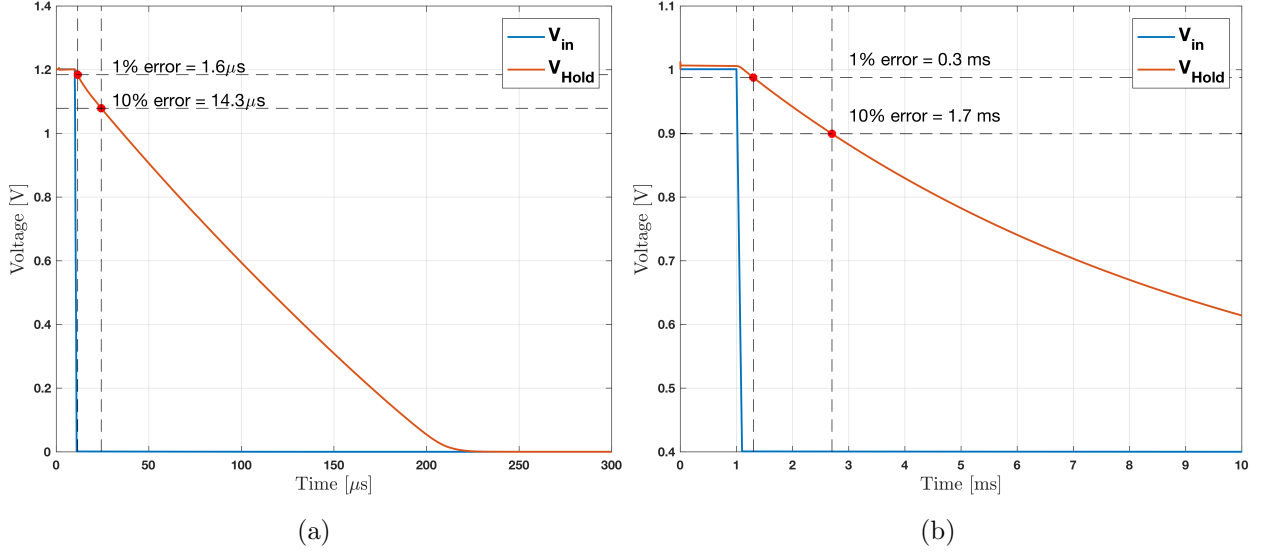 1.4
1.2
1
0.8
0.6
0.4
0.2
0
Voltage [V]
0 50 100 150 200 250 300
Time [μs]
V_in
V_Hold
1% error = 1.6μs
10% error = 14.3μs
(a)
1.1
1
0.9
0.8
0.7
0.6
0.5
0.4
Voltage [V]
0 1 2 3 4 5 6 7 8 9 10
Time [ms]
V_in
V_Hold
1% error = 0.3 ms
10% error = 1.7 ms
(b)